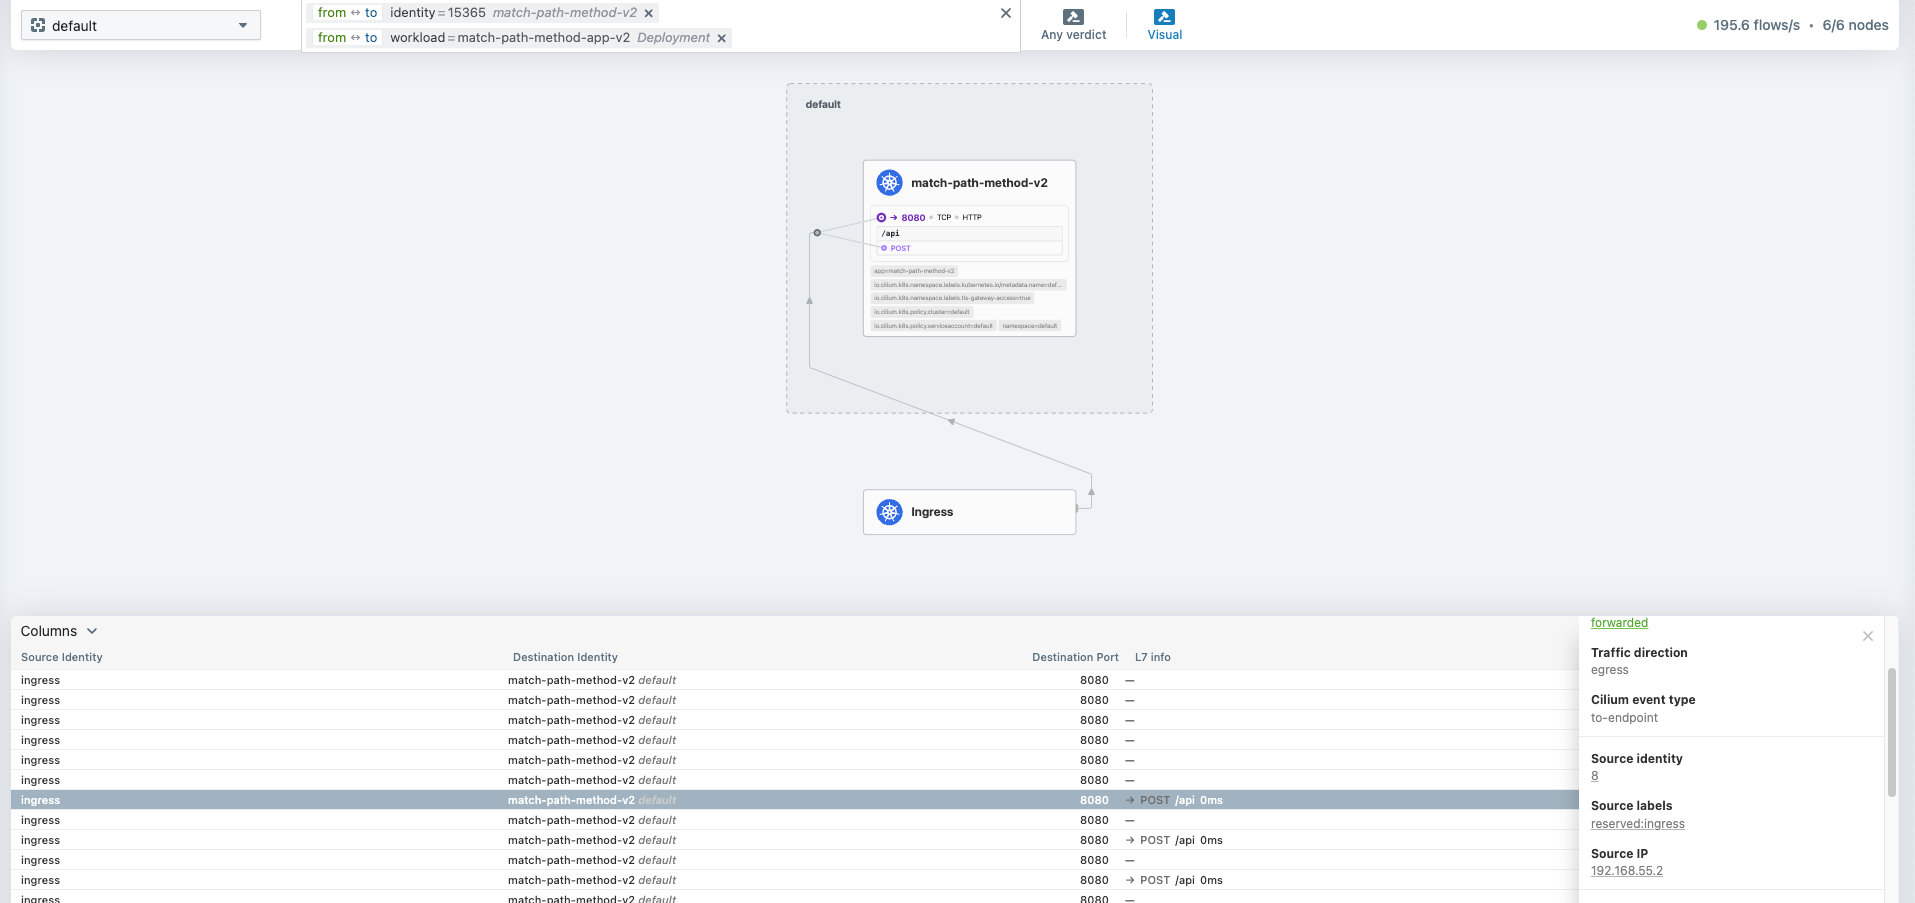 default
from ↔ to identity = 15365 match-path-method-v2 ×
from ↔ to workload = match-path-method-app-v2 Deployment ×
Any verdict
Visual
195.6 flows/s • 6/6 nodes
default
match-path-method-v2
→ 8080 • TCP • HTTP
/api
POST
app=match-path-method-v2
io.cilium.k8s.namespace.labels.kubernetes.io/metadata.name=def...
io.cilium.k8s.namespace.labels.tls-gateway-access=true
io.cilium.k8s.policy.cluster=default
io.cilium.k8s.policy.serviceaccount=default namespace=default
Ingress
Columns
Source Identity Destination Identity Destination Port L7 info
ingress match-path-method-v2 default 8080 —
ingress match-path-method-v2 default 8080 —
ingress match-path-method-v2 default 8080 —
ingress match-path-method-v2 default 8080 —
ingress match-path-method-v2 default 8080 —
ingress match-path-method-v2 default 8080 —
ingress match-path-method-v2 default 8080 → POST /api 0ms
ingress match-path-method-v2 default 8080 —
ingress match-path-method-v2 default 8080 → POST /api 0ms
ingress match-path-method-v2 default 8080 —
ingress match-path-method-v2 default 8080 → POST /api 0ms
ingress match-path-method-v2 default 8080 —
forwarded
Traffic direction
egress
Cilium event type
to-endpoint
Source identity
8
Source labels
reserved:ingress
Source IP
192.168.55.2